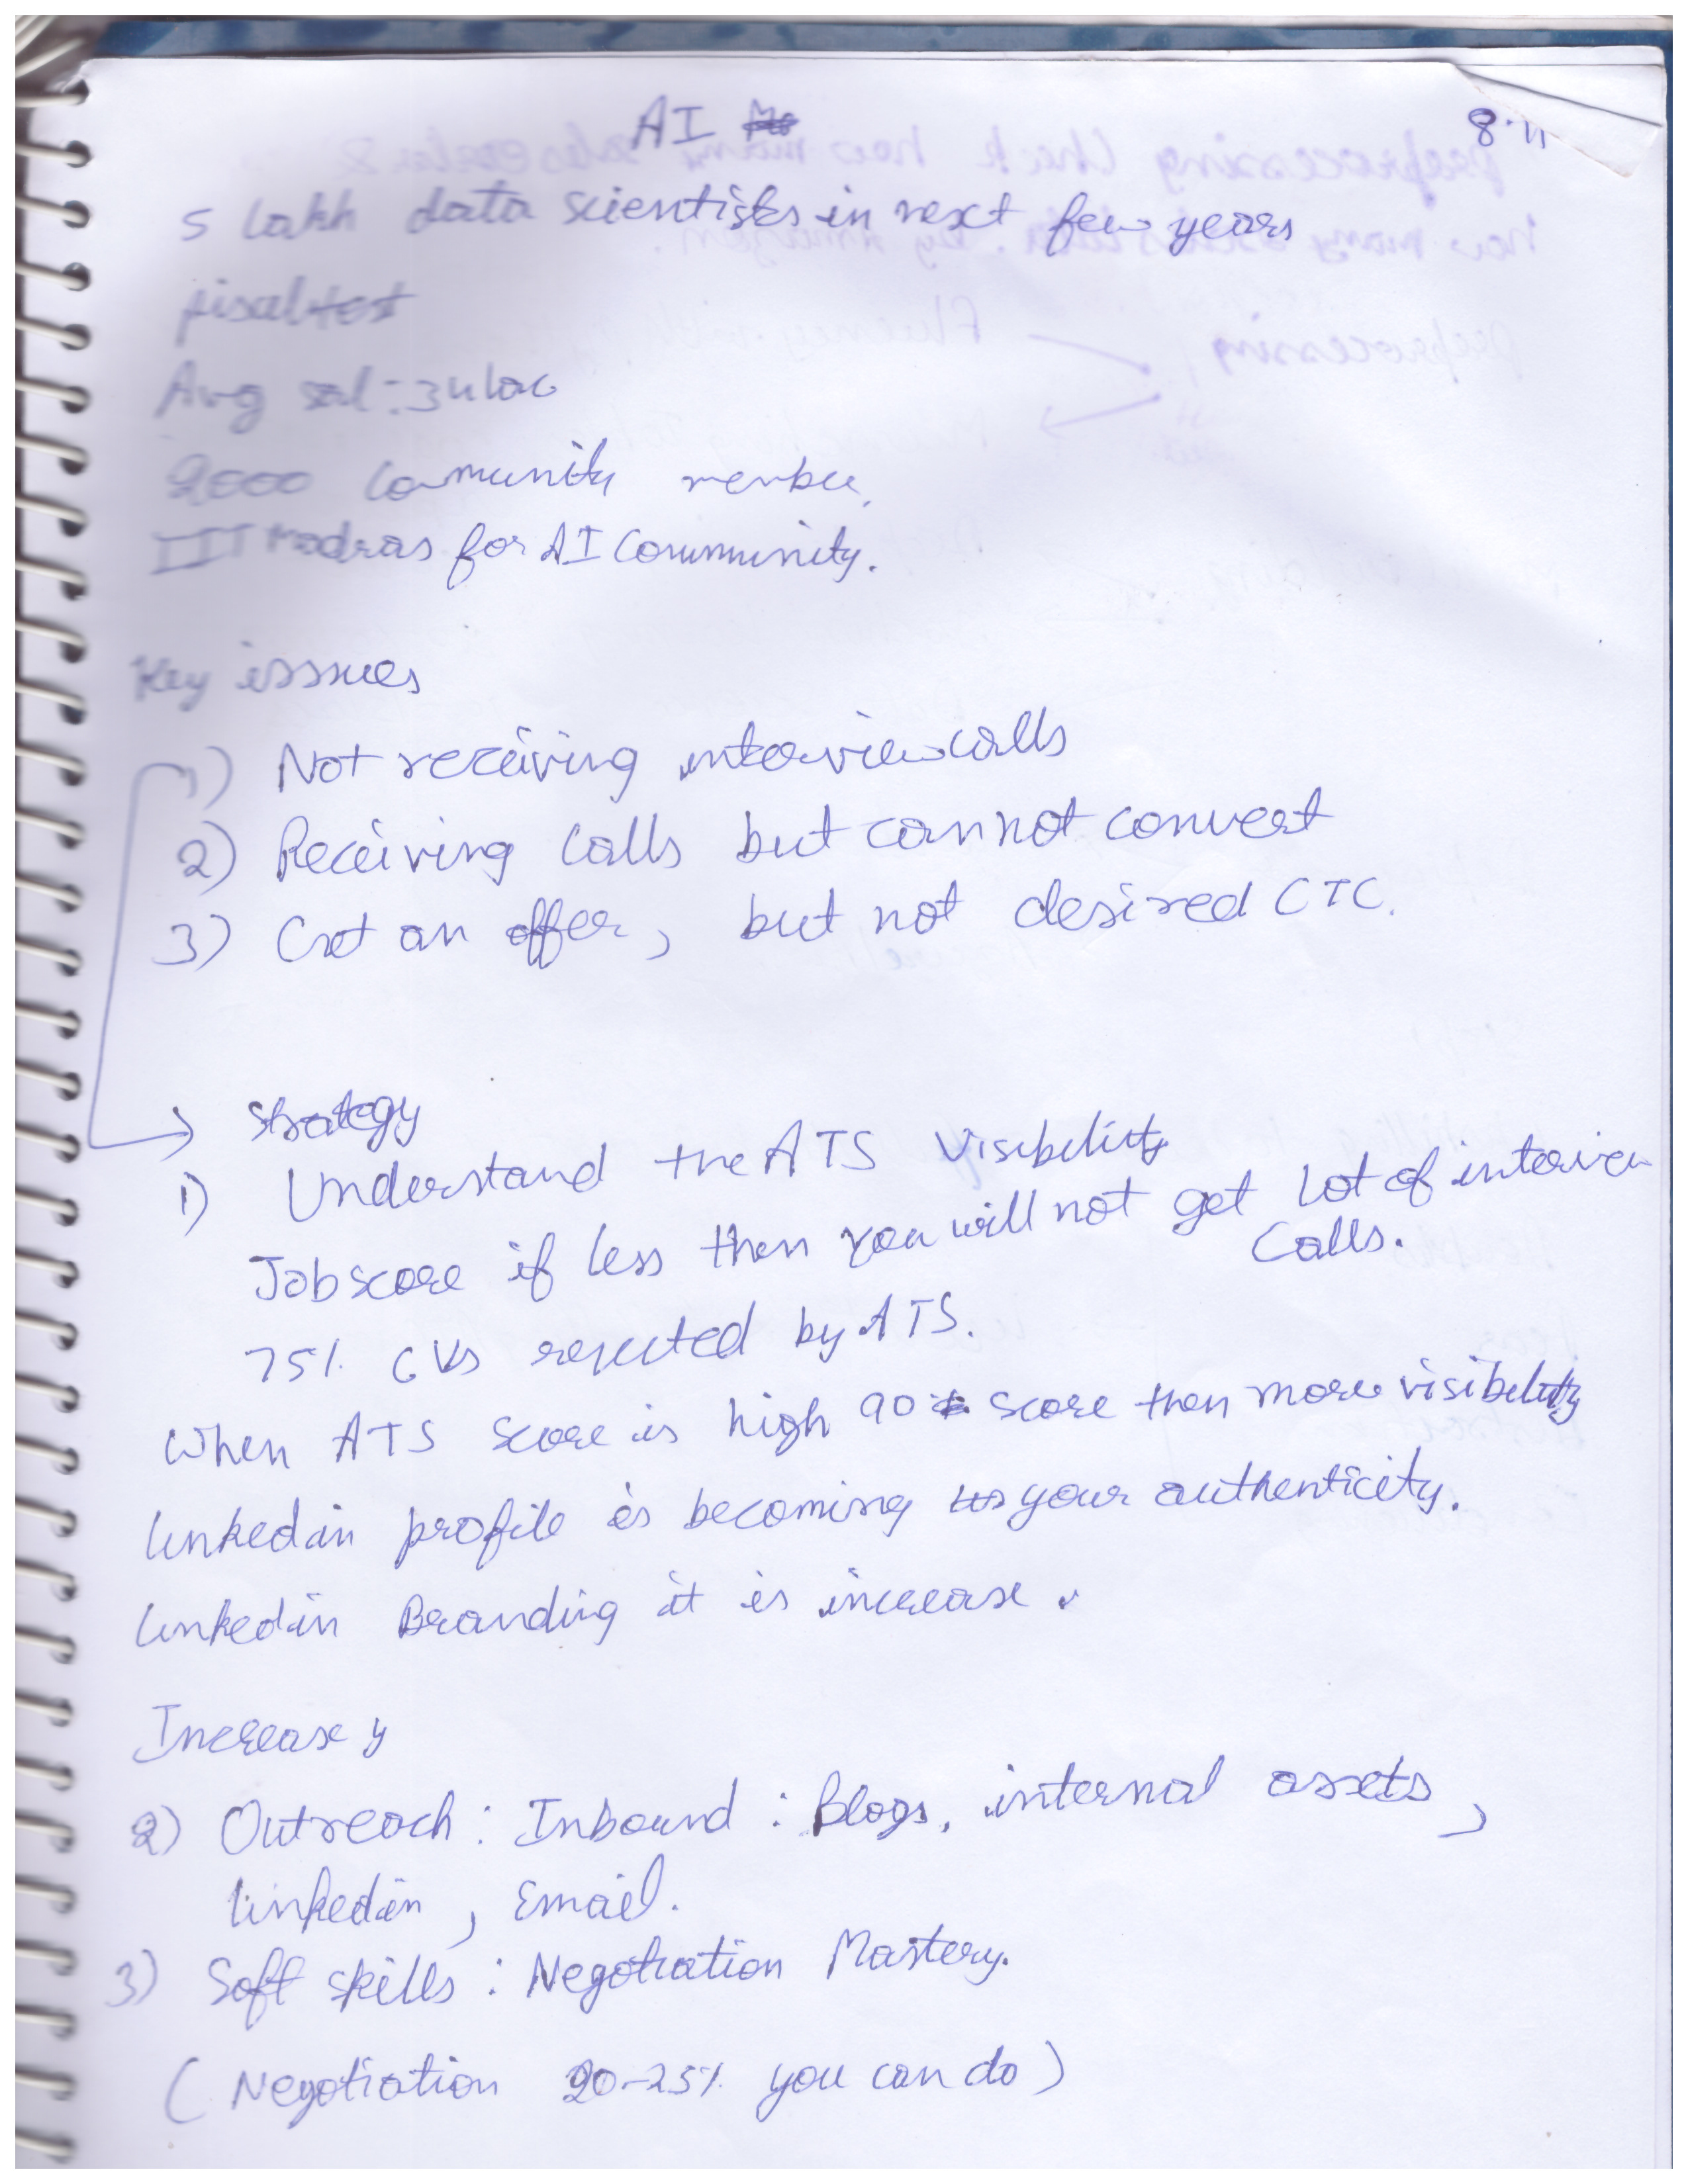 AI
8·11
5 lakh data scientists in next few years
Avg sal : 34 lac
2000 Community member.
IIT Madras for AI Community.
Key issues
1) Not receiving interview calls
2) Receiving Calls but cannot convert
3) Get an offer, but not desired CTC.
→ Strategy
1) Understand the ATS Visibility
Job score if less then you will not get lot of interview
Calls.
75% CVs rejected by ATS.
When ATS score is high 90 score then more visibility
linkedin profile is becoming your authenticity.
linkedin Branding it is increase.
Increase y
2) Outreach : Inbound : Blogs, internal assets,
linkedin, Email.
3) Soft skills : Negotiation Mastery.
(Negotiation 20-25% you can do)